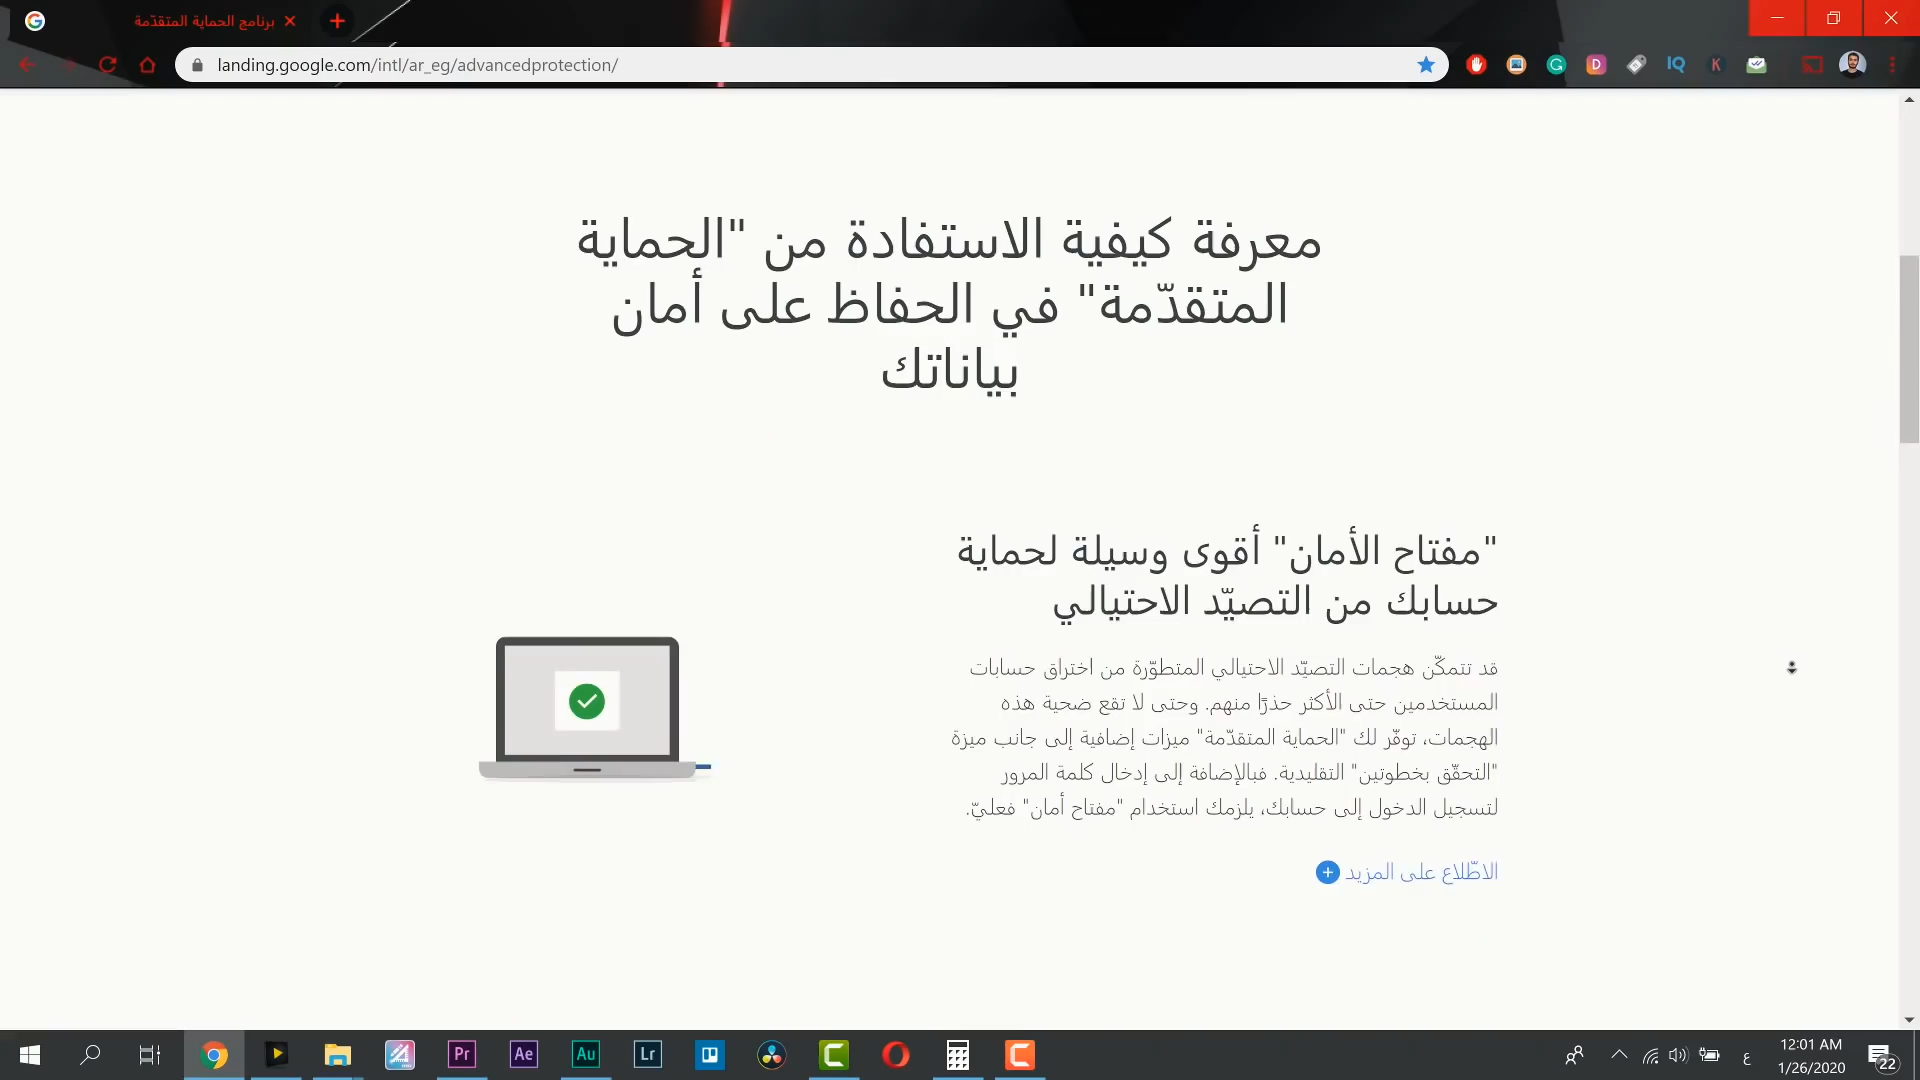 برنامج الحماية المتقدّمة
landing.google.com/intl/ar_eg/advancedprotection/
معرفة كيفية الاستفادة من "الحماية
المتقدّمة" في الحفاظ على أمان
بياناتك
"مفتاح الأمان" أقوى وسيلة لحماية
حسابك من التصيّد الاحتيالي
قد تتمكّن هجمات التصيّد الاحتيالي المتطوّرة من اختراق حسابات
المستخدمين حتى الأكثر حذرًا منهم. وحتى لا تقع ضحية هذه
الهجمات، توفّر لك "الحماية المتقدّمة" ميزات إضافية إلى جانب ميزة
"التحقّق بخطوتين" التقليدية. فبالإضافة إلى إدخال كلمة المرور
لتسجيل الدخول إلى حسابك، يلزمك استخدام "مفتاح أمان" فعليّ.
الاطّلاع على المزيد
Pr
Ae
Au
Lr
ع
12:01 AM
1/26/2020
22